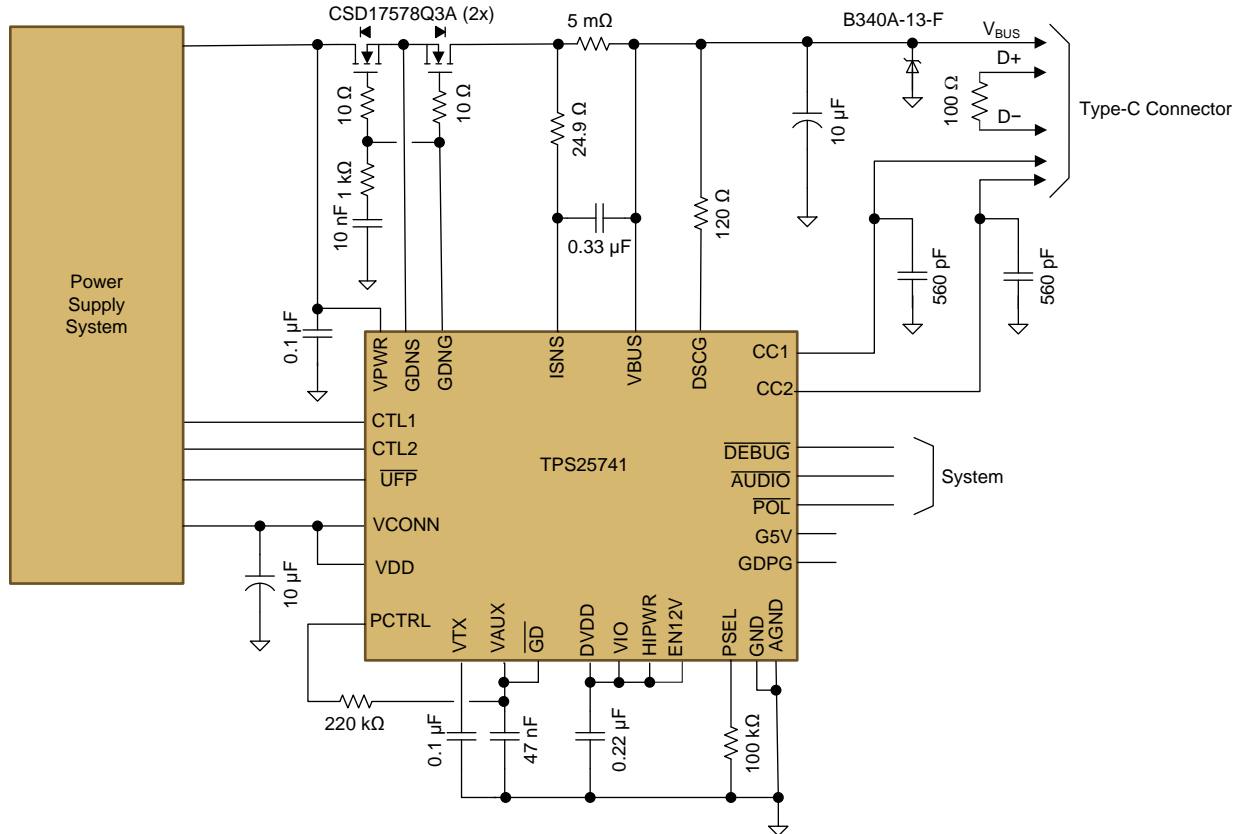 CSD17578Q3A (2x)
5 mΩ
B340A-13-F
VBUS
D+
100 Ω
D−
Type-C Connector
10 Ω
10 Ω
24.9 Ω
10 µF
1 kΩ
10 nF
0.33 µF
120 Ω
560 pF
560 pF
Power
Supply
System
0.1 µF
VPWR
GDNS
GDNG
ISNS
VBUS
DSCG
CC1
CC2
CTL1
CTL2
UFP
VCONN
VDD
PCTRL
TPS25741
DEBUG
AUDIO
POL
G5V
GDPG
System
10 µF
VTX
VAUX
GD
DVDD
VIO
HIPWR
EN12V
PSEL
GND
AGND
220 kΩ
0.1 µF
47 nF
0.22 µF
100 kΩ